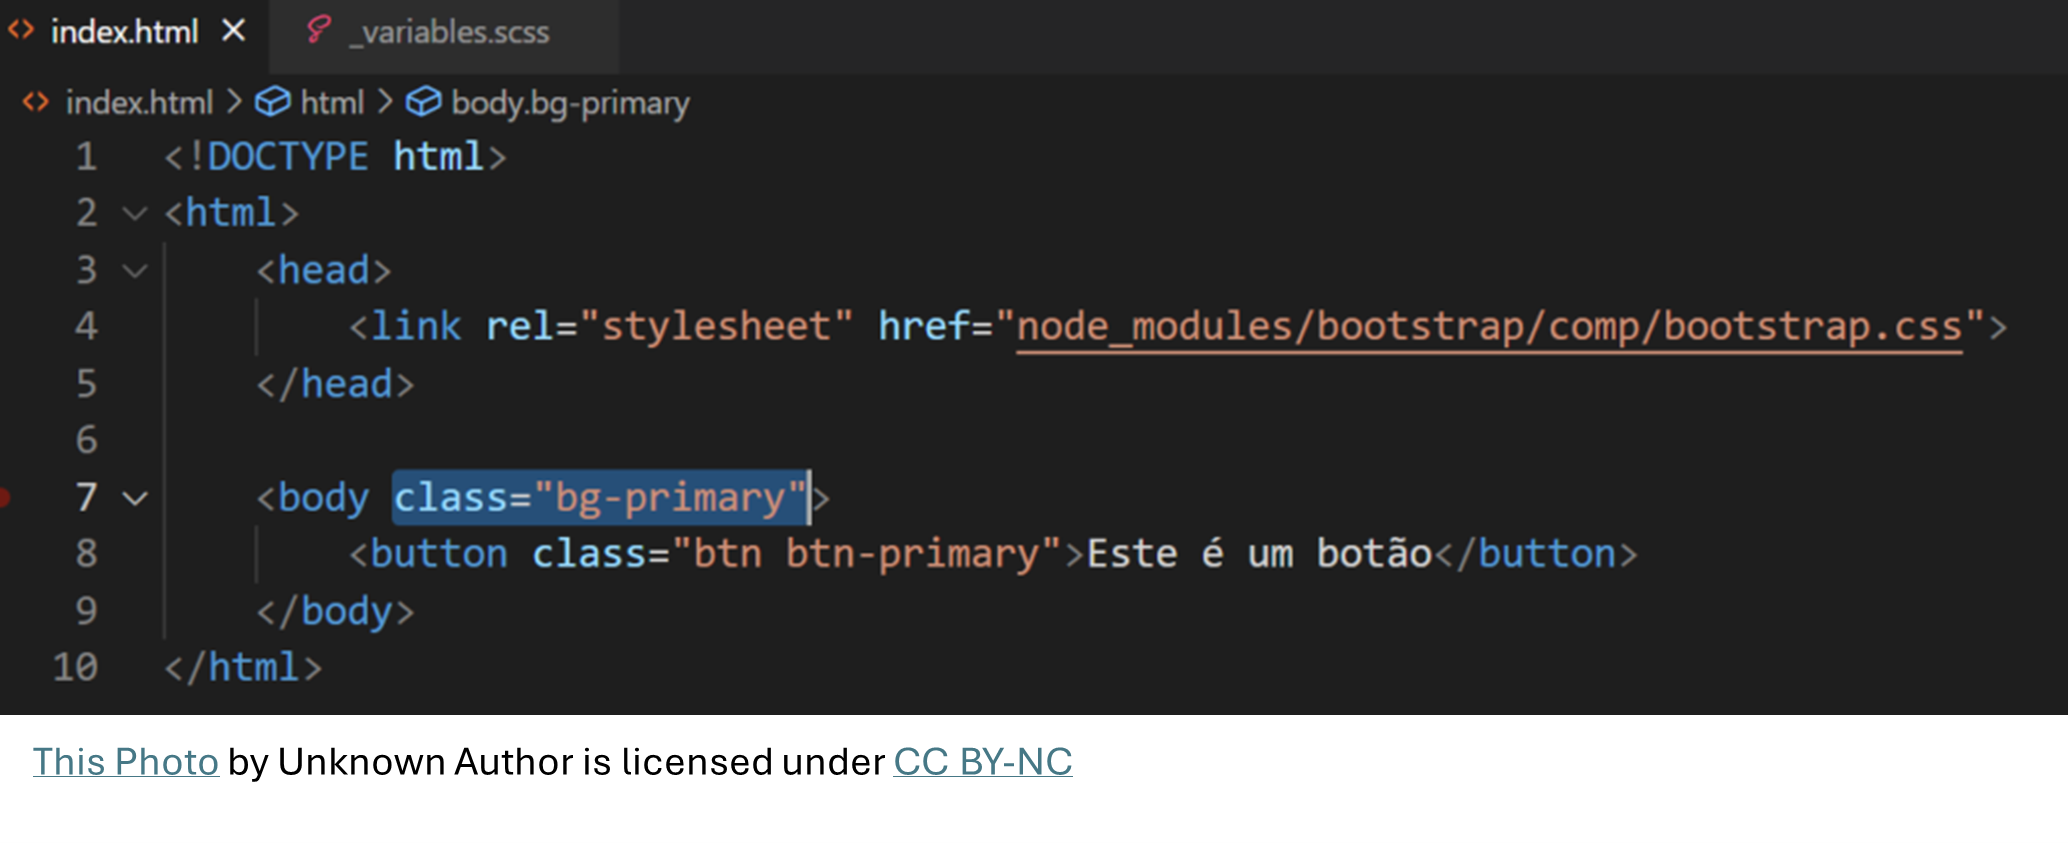 index.html _variables.scss
index.html > html > body.bg-primary
1 <!DOCTYPE html>
2 <html>
3 <head>
4 <link rel="stylesheet" href="node_modules/bootstrap/comp/bootstrap.css">
5 </head>
6
7 <body class="bg-primary">
8 <button class="btn btn-primary">Este é um botão</button>
9 </body>
10 </html>
This Photo by Unknown Author is licensed under CC BY-NC